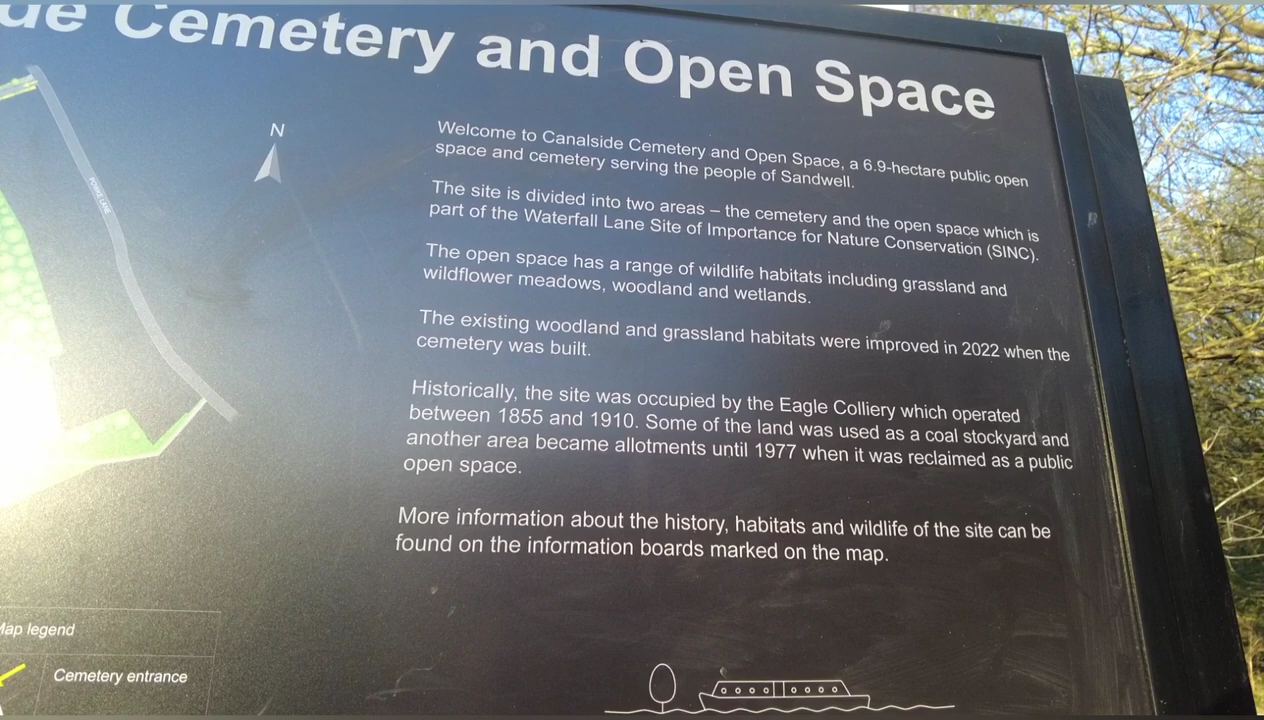 de Cemetery and Open Space
N
POWKE LANE
Welcome to Canalside Cemetery and Open Space, a 6.9-hectare public open
space and cemetery serving the people of Sandwell.
The site is divided into two areas – the cemetery and the open space which is
part of the Waterfall Lane Site of Importance for Nature Conservation (SINC).
The open space has a range of wildlife habitats including grassland and
wildflower meadows, woodland and wetlands.
The existing woodland and grassland habitats were improved in 2022 when the
cemetery was built.
Historically, the site was occupied by the Eagle Colliery which operated
between 1855 and 1910. Some of the land was used as a coal stockyard and
another area became allotments until 1977 when it was reclaimed as a public
open space.
More information about the history, habitats and wildlife of the site can be
found on the information boards marked on the map.
Map legend
Cemetery entrance